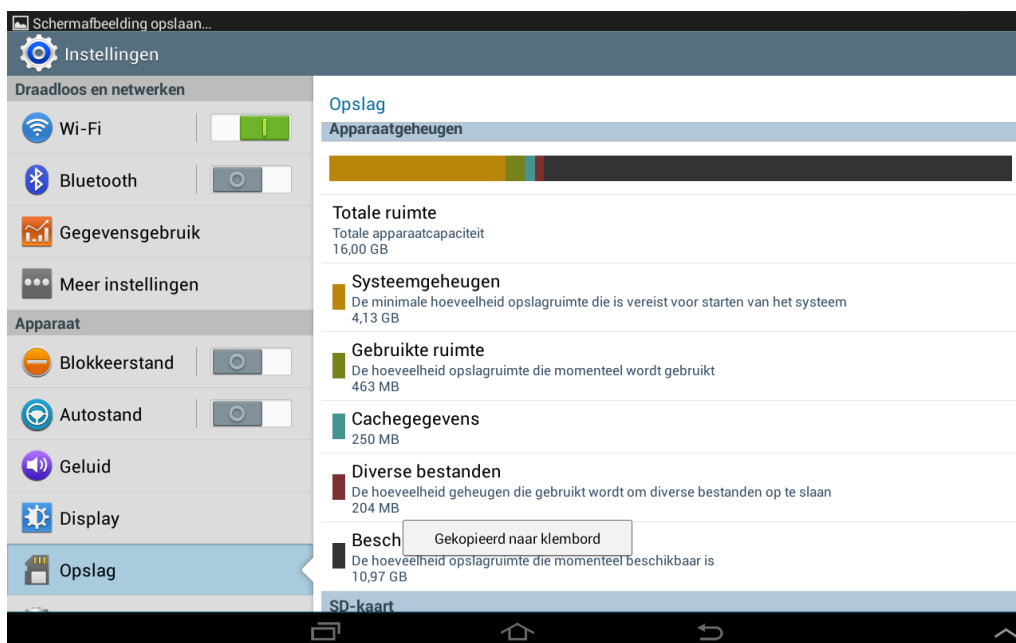 Schermafbeelding opslaan...
Instellingen
Draadloos en netwerken
Wi-Fi
Bluetooth
Gegevensgebruik
Meer instellingen
Apparaat
Blokkeerstand
Autostand
Geluid
Display
Opslag
Opslag
Apparaatgeheugen
Totale ruimte
Totale apparaatcapaciteit
16,00 GB
Systeemgeheugen
De minimale hoeveelheid opslagruimte die is vereist voor starten van het systeem
4,13 GB
Gebruikte ruimte
De hoeveelheid opslagruimte die momenteel wordt gebruikt
463 MB
Cachegegevens
250 MB
Diverse bestanden
De hoeveelheid geheugen die gebruikt wordt om diverse bestanden op te slaan
204 MB
Besch
Gekopieerd naar klembord
De hoeveelheid opslagruimte die momenteel beschikbaar is
10,97 GB
SD-kaart